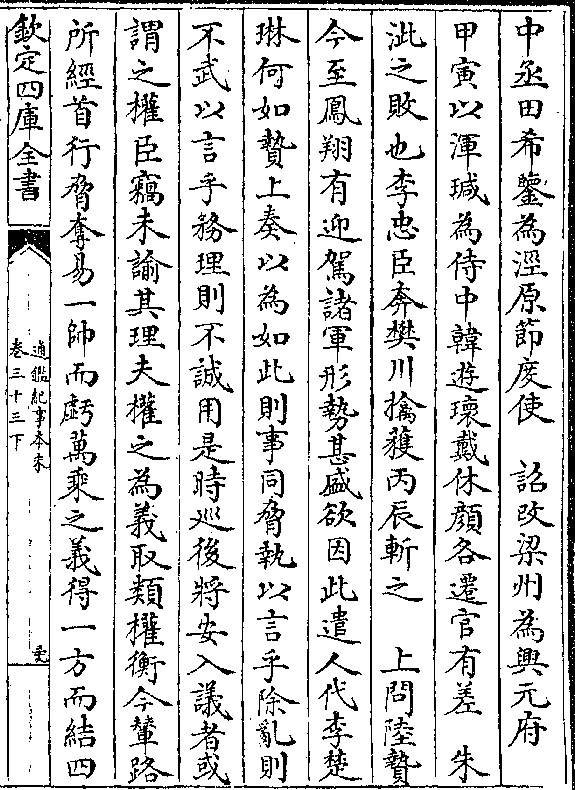 中丞田希鑒為涇原節度使　詔改梁州為興元府
甲寅以渾瑊為侍中韓遊瓌戴休顔各遷官有差　朱
泚之敗也李忠臣奔樊川擒獲丙辰斬之　上問陸贄
今至鳳翔有迎駕諸軍形勢甚盛欲因此遣人代李楚
琳何如贄上奏以為如此則事同脅執以言乎除亂則
不武以言乎務理則不誠用是時巡後將安入議者或
謂之權臣竊未諭其理夫權之為義取類權衡今輦路
所經首行脅奪易一帥而虧萬乘之義得一方而結四
欽定四庫全書
通鑑紀事本末
卷三十三下